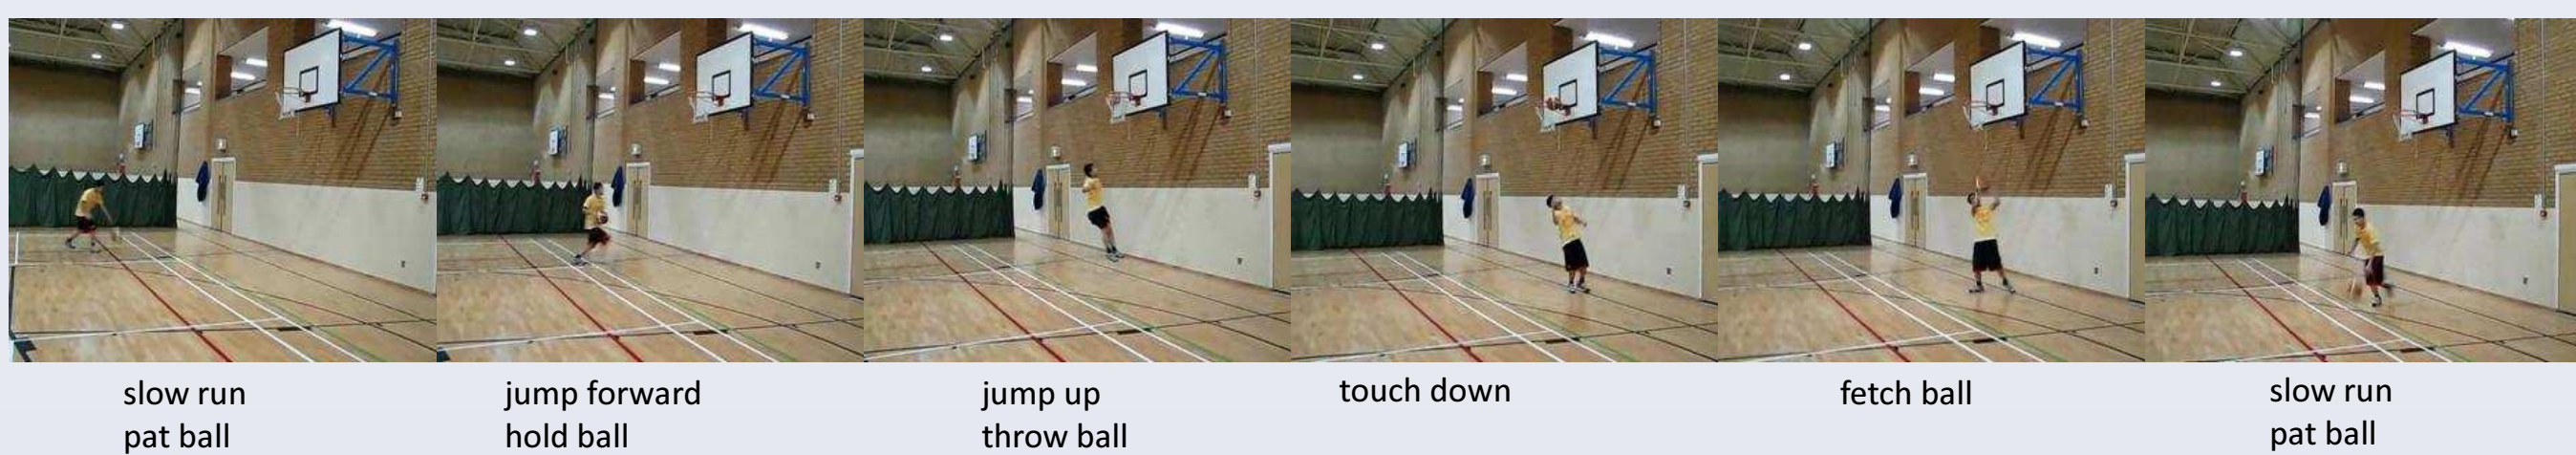 slow run
pat ball
jump forward
hold ball
jump up
throw ball
touch down
fetch ball
slow run
pat ball